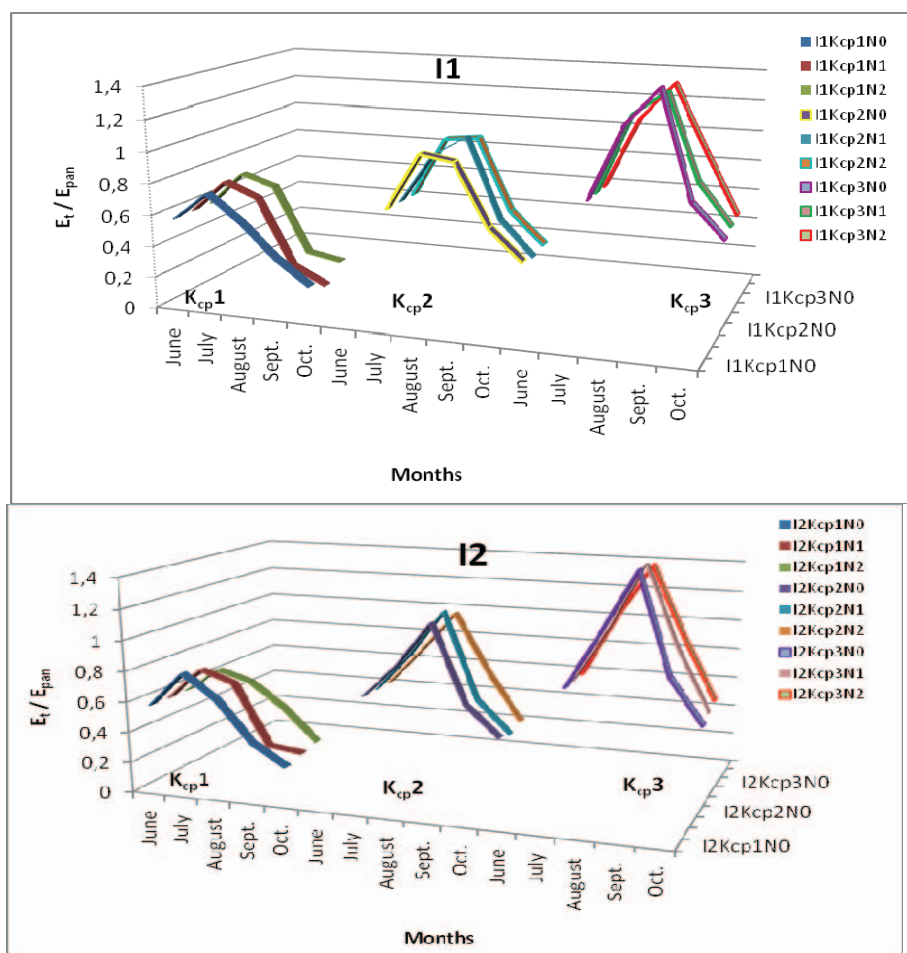 I1
1,4
1,2
1
0,8
0,6
0,4
0,2
0
Et / Epan
Kcp1
Kcp2
Kcp3
June
July
August
Sept.
Oct.
June
July
August
Sept.
Oct.
June
July
August
Sept.
Oct.
Months
I1Kcp3N0
I1Kcp2N0
I1Kcp1N0
I1Kcp1N0
I1Kcp1N1
I1Kcp1N2
I1Kcp2N0
I1Kcp2N1
I1Kcp2N2
I1Kcp3N0
I1Kcp3N1
I1Kcp3N2
I2
1,4
1,2
1
0,8
0,6
0,4
0,2
0
Et / Epan
Kcp1
Kcp2
Kcp3
June
July
August
Sept.
Oct.
June
July
August
Sept.
Oct.
June
July
August
Sept.
Oct.
Months
I2Kcp3N0
I2Kcp2N0
I2Kcp1N0
I2Kcp1N0
I2Kcp1N1
I2Kcp1N2
I2Kcp2N0
I2Kcp2N1
I2Kcp2N2
I2Kcp3N0
I2Kcp3N1
I2Kcp3N2